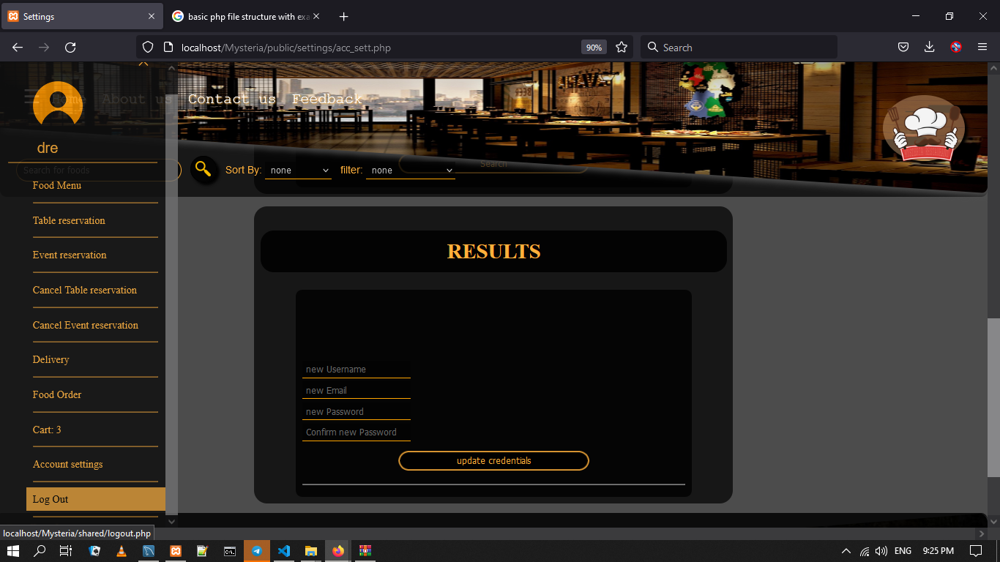 Settings
basic php file structure with exa
localhost/Mysteria/public/settings/acc_sett.php
90%
Search
Home About us Contact us Feedback
dre
Search for foods
Sort By: none filter: none
Search
Food Menu
Table reservation
Event reservation
Cancel Table reservation
Cancel Event reservation
Delivery
Food Order
Cart: 3
Account settings
Log Out
RESULTS
new Username
new Email
new Password
Confirm new Password
update credentials
localhost/Mysteria/shared/logout.php
ENG
9:25 PM